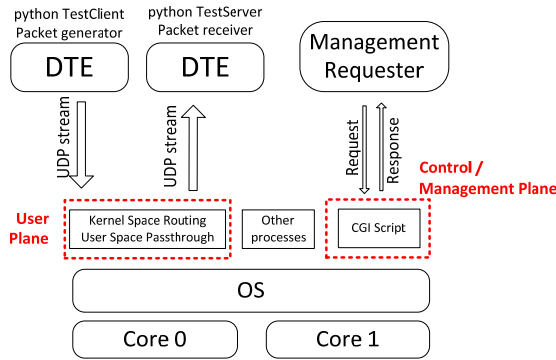 python TestClient
Packet generator
DTE
python TestServer
Packet receiver
DTE
Management
Requester
UDP stream
UDP stream
Request
Response
Control /
Management Plane
User
Plane
Kernel Space Routing
User Space Passthrough
Other
processes
CGI Script
OS
Core 0
Core 1